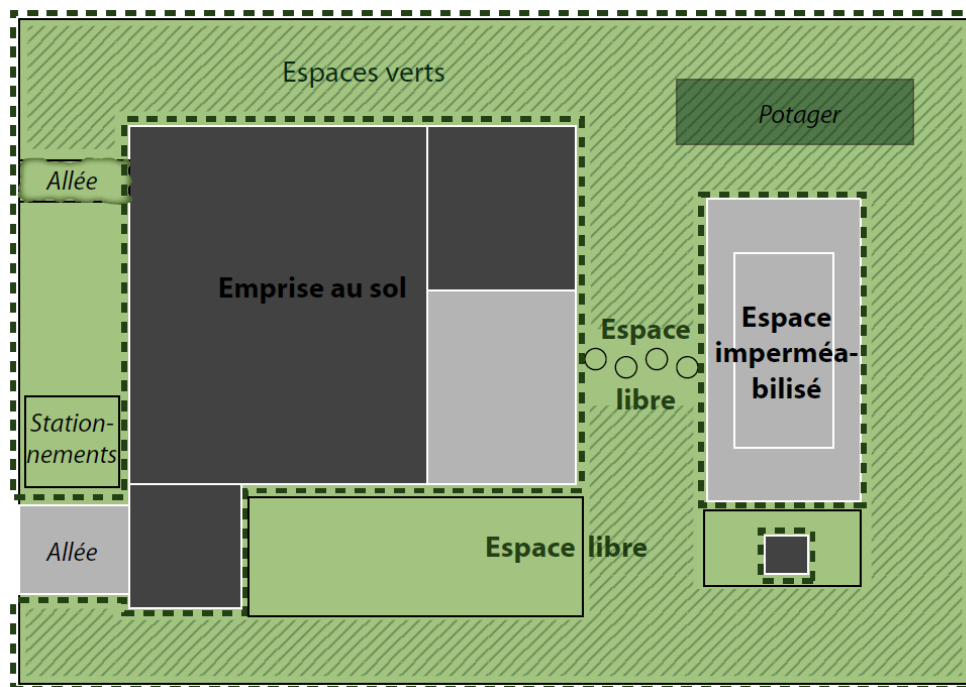 Espaces verts
Potager
Allée
Emprise au sol
Espace
libre
Espace
imperméa-
bilisé
Station-
nements
Allée
Espace libre